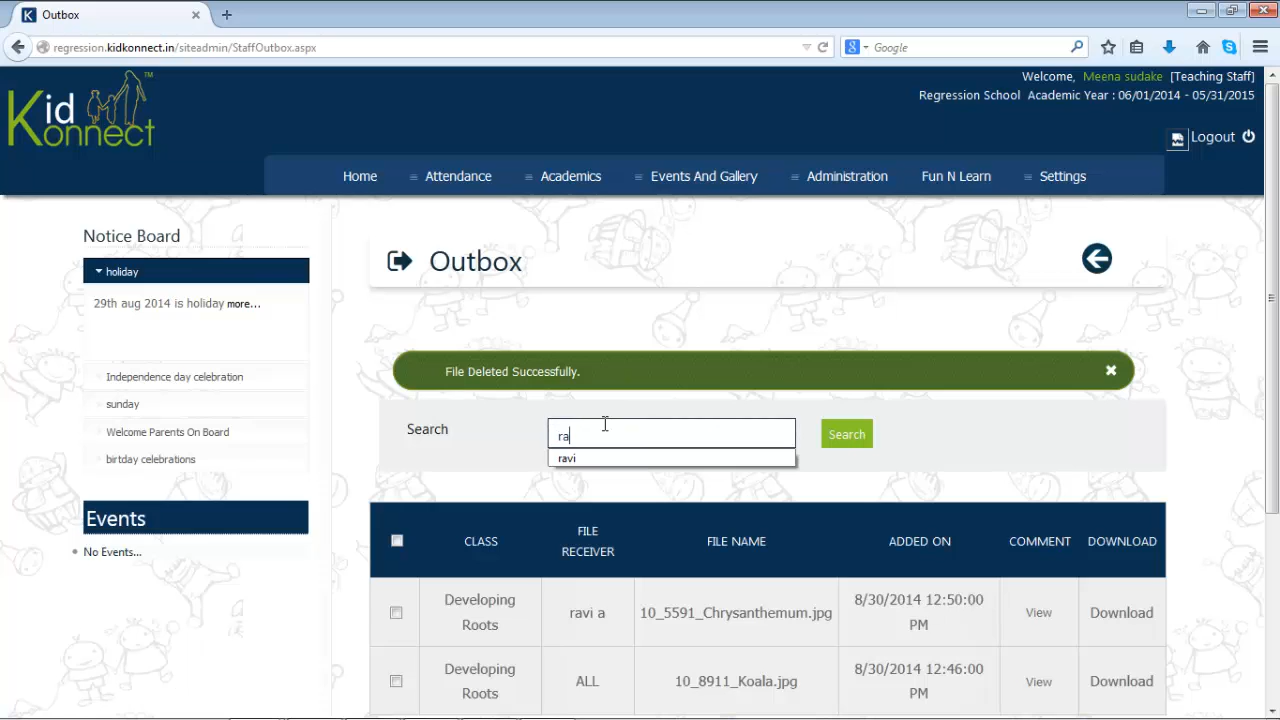 Outbox
regression.kidkonnect.in/siteadmin/StaffOutbox.aspx
Google
Kid Konnect TM
Welcome, Meena sudake [Teaching Staff]
Regression School Academic Year : 06/01/2014 - 05/31/2015
Logout
Home Attendance Academics Events And Gallery Administration Fun N Learn Settings
Notice Board
holiday
29th aug 2014 is holiday more...
Independence day celebration
sunday
Welcome Parents On Board
birtday celebrations
Events
No Events...
Outbox
File Deleted Successfully.
Search ra Search
ravi
CLASS FILE RECEIVER FILE NAME ADDED ON COMMENT DOWNLOAD
Developing Roots ravi a 10_5591_Chrysanthemum.jpg 8/30/2014 12:50:00 PM View Download
Developing Roots ALL 10_8911_Koala.jpg 8/30/2014 12:46:00 PM View Download